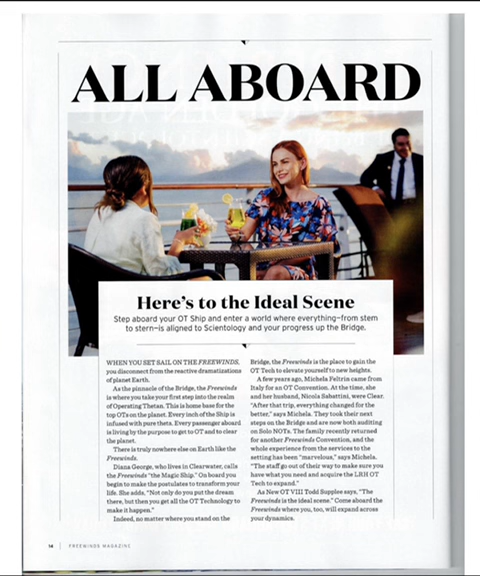 ALL ABOARD
Here's to the Ideal Scene
Step aboard your OT Ship and enter a world where everything—from stem
to stern—is aligned to Scientology and your progress up the Bridge.
WHEN YOU SET SAIL ON THE FREEWINDS,
you disconnect from the reactive dramatizations
of planet Earth.
As the pinnacle of the Bridge, the Freewinds
is where you take your first step into the realm
of Operating Thetan. This is home base for the
top OTs on the planet. Every inch of the Ship is
infused with pure theta. Every passenger aboard
is living by the purpose to get to OT and to clear
the planet.
There is truly nowhere else on Earth like the
Freewinds.
Diana George, who lives in Clearwater, calls
the Freewinds "the Magic Ship." On board you
begin to make the postulates to transform your
life. She adds, "Not only do you put the dream
there, but then you get all the OT Technology to
make it happen."
Indeed, no matter where you stand on the
Bridge, the Freewinds is the place to gain the
OT Tech to elevate yourself to new heights.
A few years ago, Michela Feltrin came from
Italy for an OT Convention. At the time, she
and her husband, Nicola Sabattini, were Clear.
"After that trip, everything changed for the
better," says Michela. They took their next
steps on the Bridge and are now both auditing
on Solo NOTs. The family recently returned
for another Freewinds Convention, and the
whole experience from the services to the
setting has been "marvelous," says Michela.
"The staff go out of their way to make sure you
have what you need and acquire the LRH OT
Tech to expand."
As New OT VIII Todd Supplee says, "The
Freewinds is the ideal scene." Come aboard the
Freewinds where you, too, will expand across
your dynamics.
14 | FREEWINDS MAGAZINE